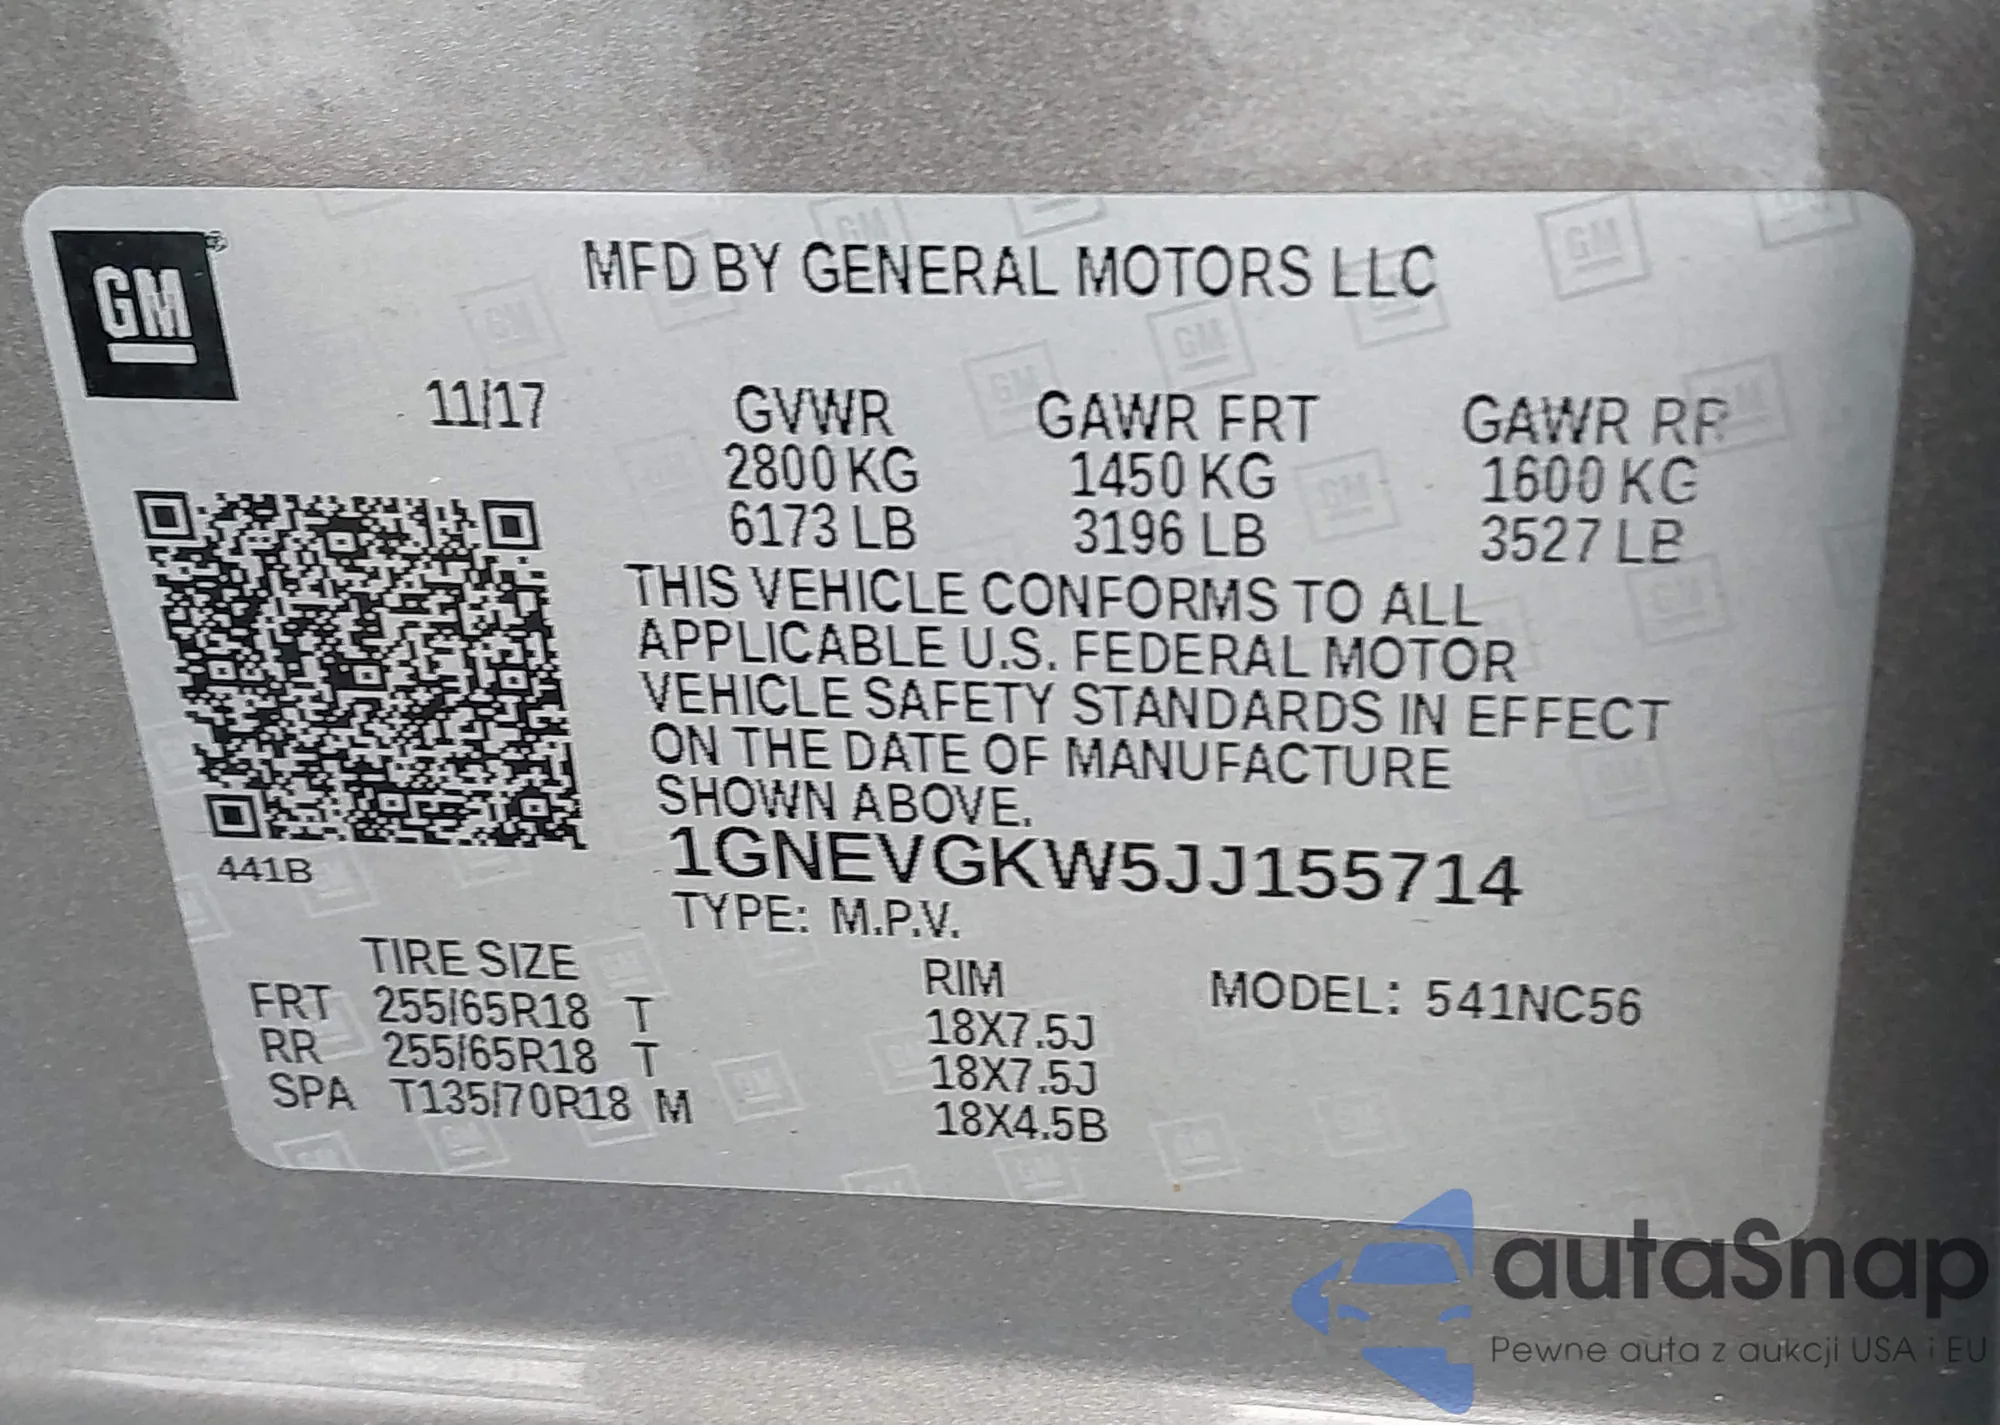 GM ®
MFD BY GENERAL MOTORS LLC
11/17 GVWR GAWR FRT GAWR RR
2800 KG 1450 KG 1600 KG
6173 LB 3196 LB 3527 LB
THIS VEHICLE CONFORMS TO ALL
APPLICABLE U.S. FEDERAL MOTOR
VEHICLE SAFETY STANDARDS IN EFFECT
ON THE DATE OF MANUFACTURE
SHOWN ABOVE.
441B
1GNEVGKW5JJ155714
TYPE: M.P.V.
TIRE SIZE RIM MODEL: 541NC56
FRT 255/65R18 T 18X7.5J
RR 255/65R18 T 18X7.5J
SPA T135/70R18 M 18X4.5B
autaSnap
Pewne auta z aukcji USA i EU